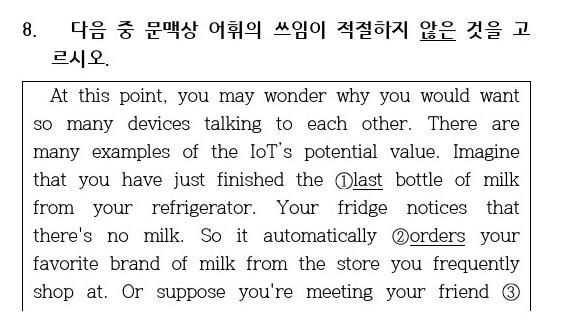 8. 다음 중 문맥상 어휘의 쓰임이 적절하지 않은 것을 고
르시오.
At this point, you may wonder why you would want
so many devices talking to each other. There are
many examples of the IoT's potential value. Imagine
that you have just finished the ①last bottle of milk
from your refrigerator. Your fridge notices that
there's no milk. So it automatically ②orders your
favorite brand of milk from the store you frequently
shop at. Or suppose you're meeting your friend ③